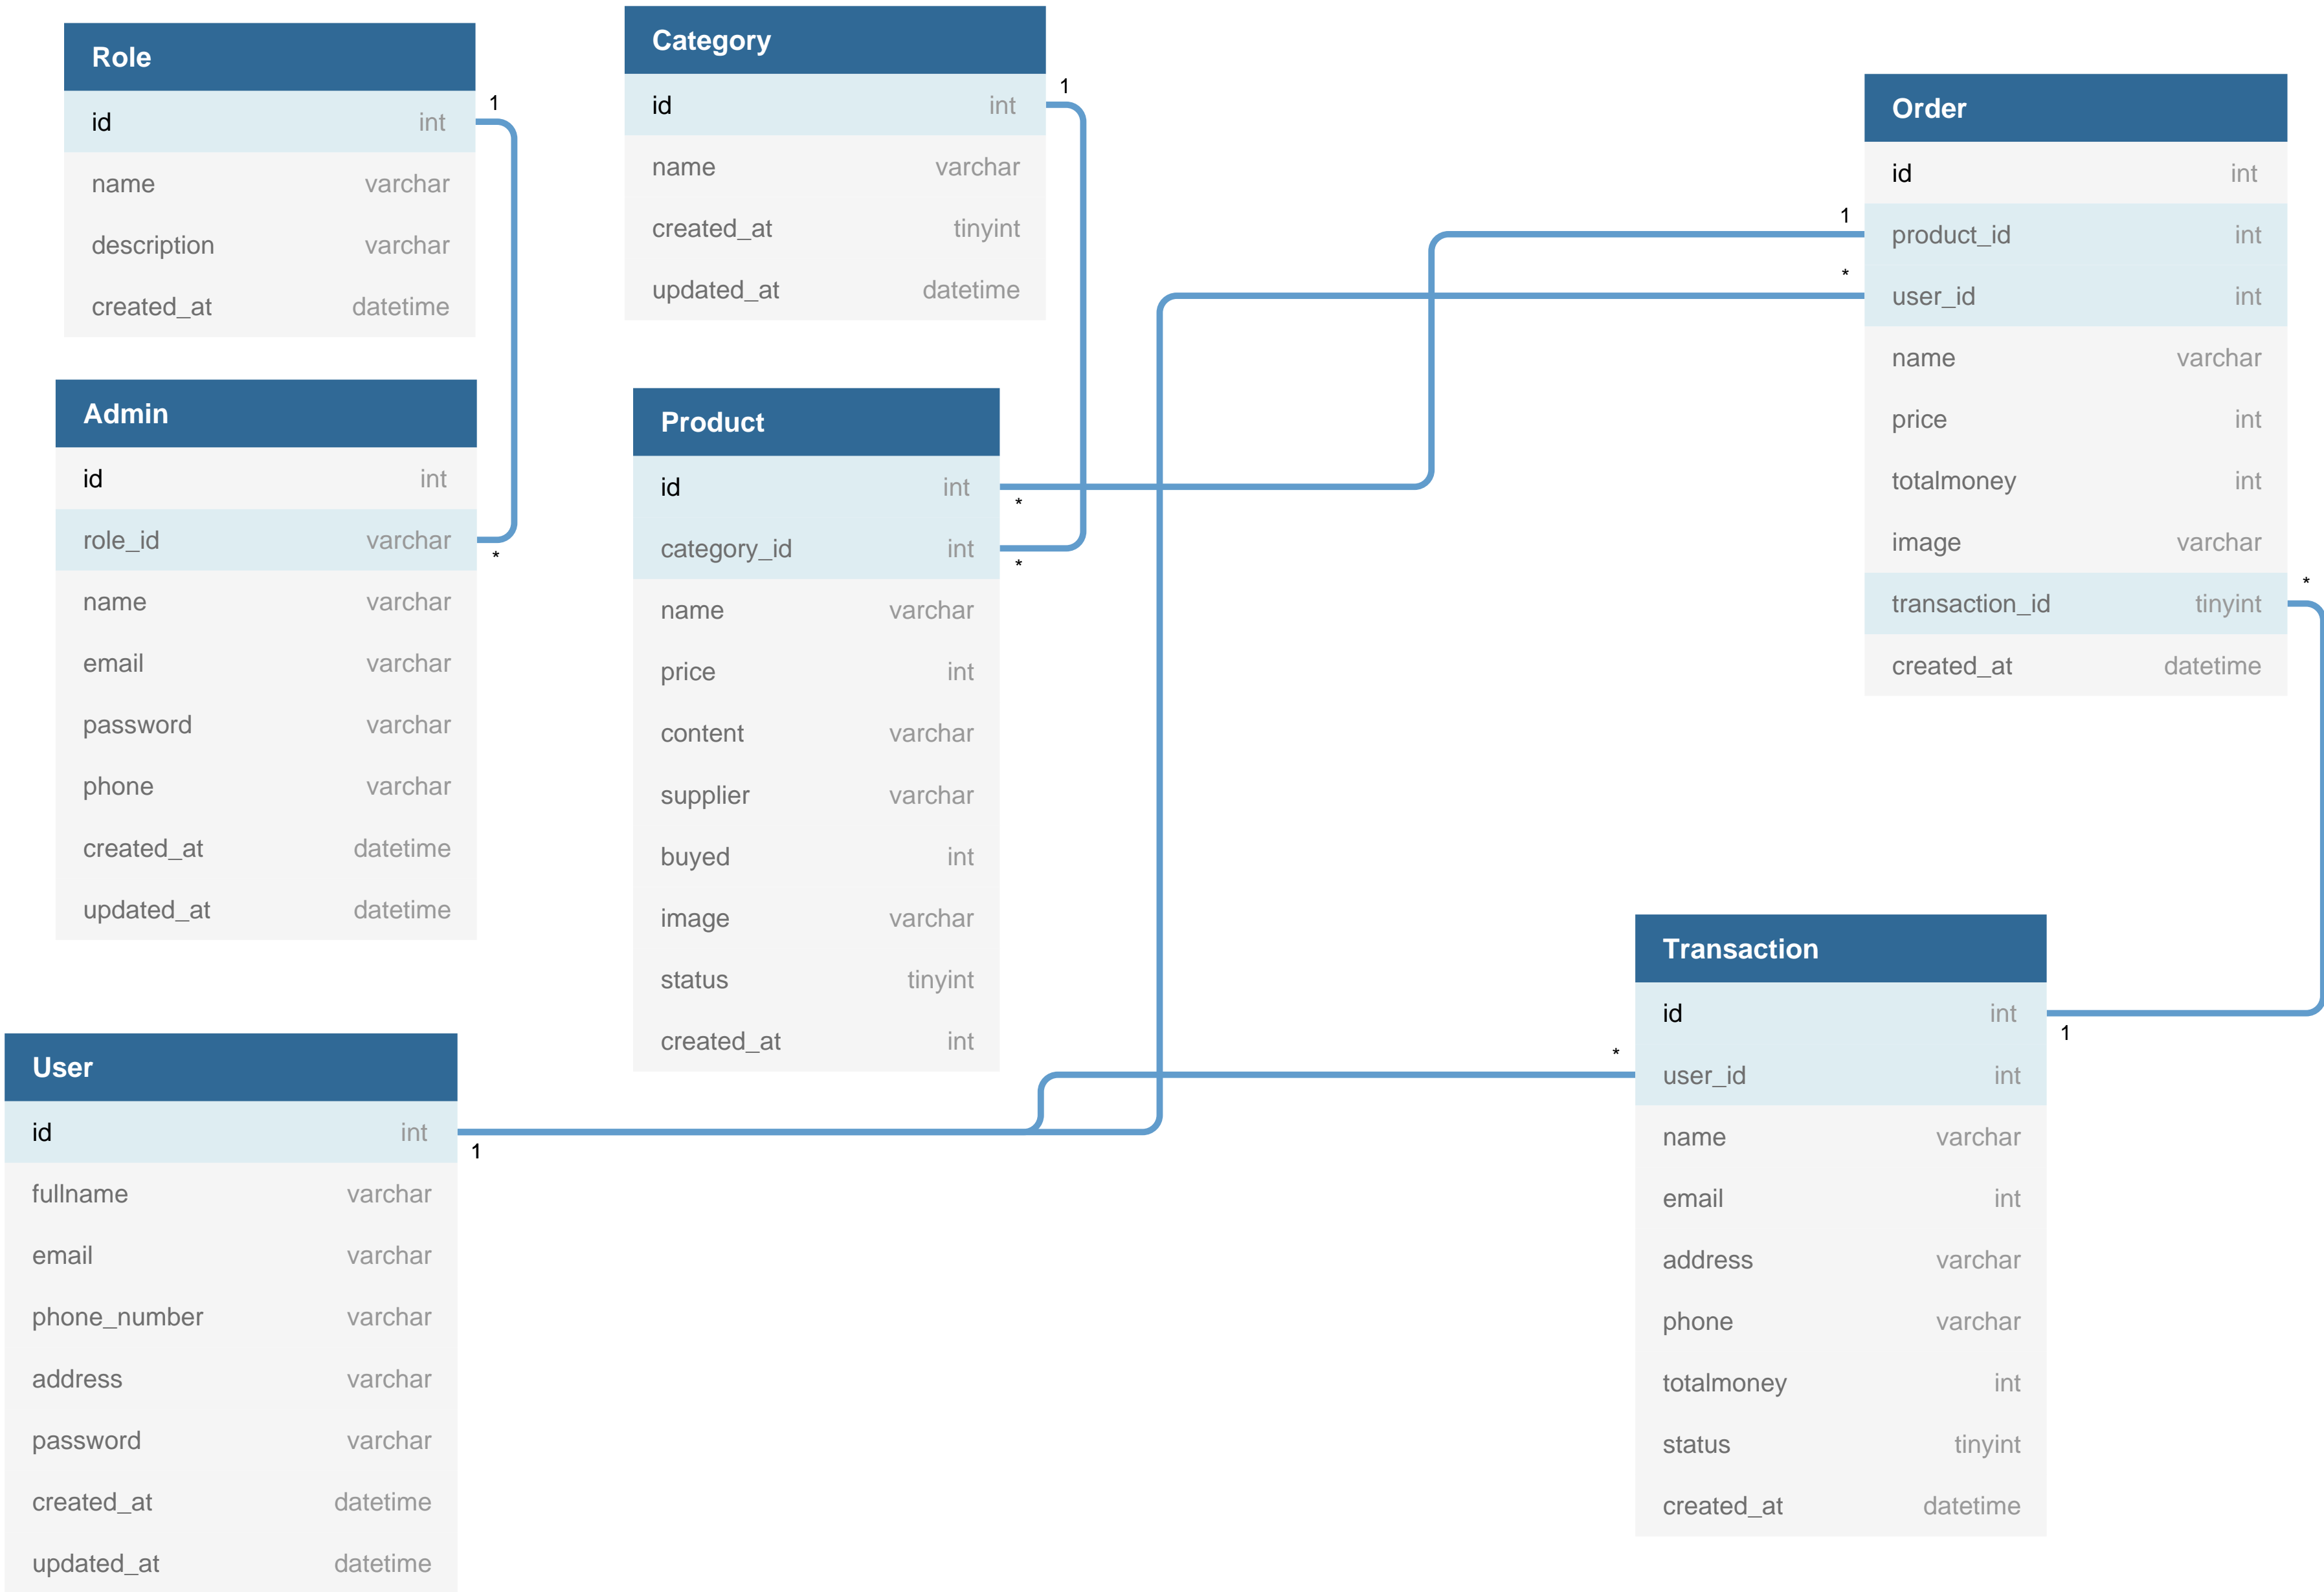 Role
id int
name varchar
description varchar
created_at datetime
1
*
Admin
id int
role_id varchar
name varchar
email varchar
password varchar
phone varchar
created_at datetime
updated_at datetime
User
id int
fullname varchar
email varchar
phone_number varchar
address varchar
password varchar
created_at datetime
updated_at datetime
1
Category
id int
name varchar
created_at tinyint
updated_at datetime
1
Product
id int
category_id int
name varchar
price int
content varchar
supplier varchar
buyed int
image varchar
status tinyint
created_at int
*
*
Order
id int
product_id int
user_id int
name varchar
price int
totalmoney int
image varchar
transaction_id tinyint
created_at datetime
1
*
*
Transaction
id int
user_id int
name varchar
email int
address varchar
phone varchar
totalmoney int
status tinyint
created_at datetime
*
1